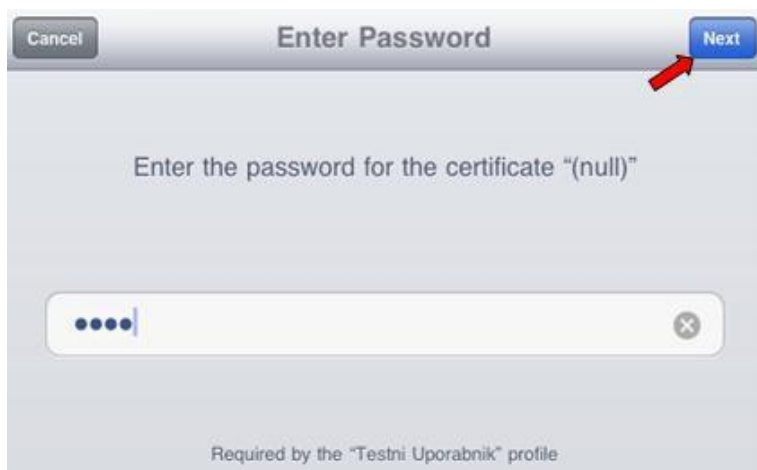 Cancel Enter Password Next
Enter the password for the certificate “(null)”
Required by the “Testni Uporabnik” profile